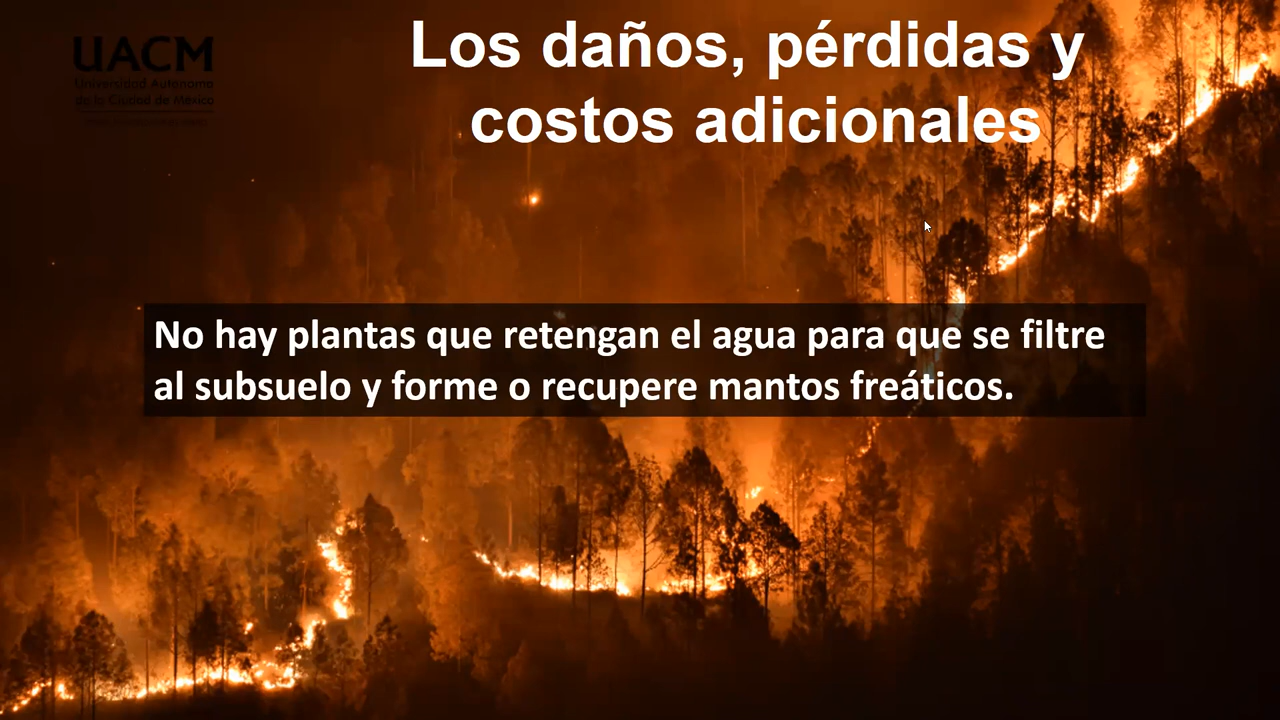 UACM
Universidad Autónoma
de la Ciudad de México
Los daños, pérdidas y
costos adicionales
No hay plantas que retengan el agua para que se filtre
al subsuelo y forme o recupere mantos freáticos.